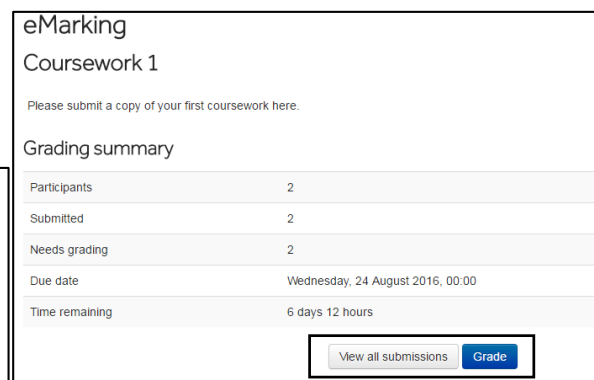 eMarking
Coursework 1
Please submit a copy of your first coursework here.
Grading summary
Participants 2
Submitted 2
Needs grading 2
Due date Wednesday, 24 August 2016, 00:00
Time remaining 6 days 12 hours
View all submissions Grade